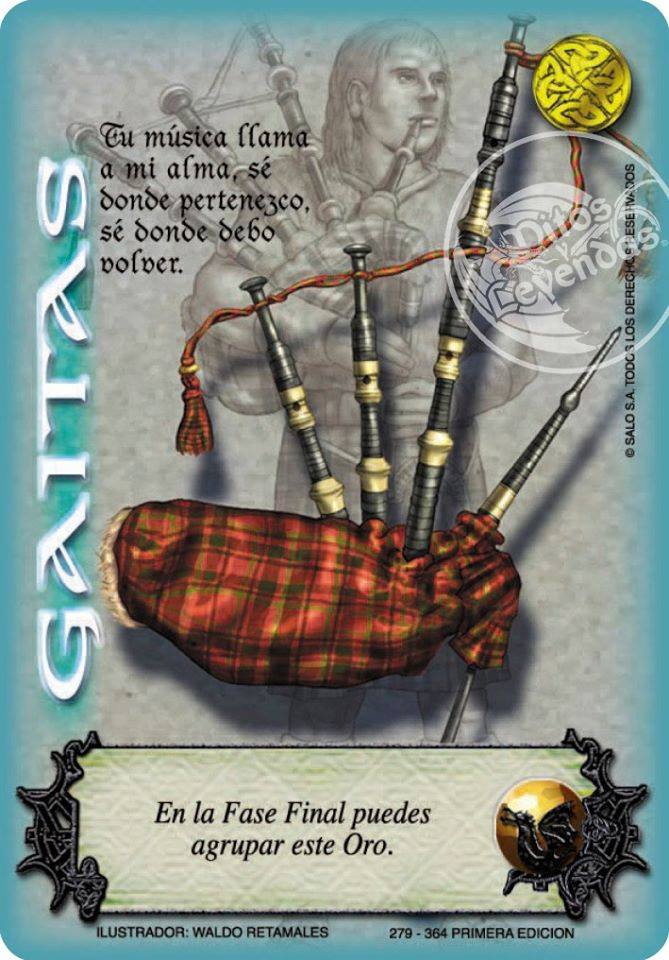 GAITAS
Tu música llama
a mi alma, sé
donde pertenezco,
sé donde debo
volver.
Mitos
y
Leyendas
© SALO S.A. TODOS LOS DERECHOS RESERVADOS
En la Fase Final puedes
agrupar este Oro.
ILUSTRADOR: WALDO RETAMALES 279 - 364 PRIMERA EDICION